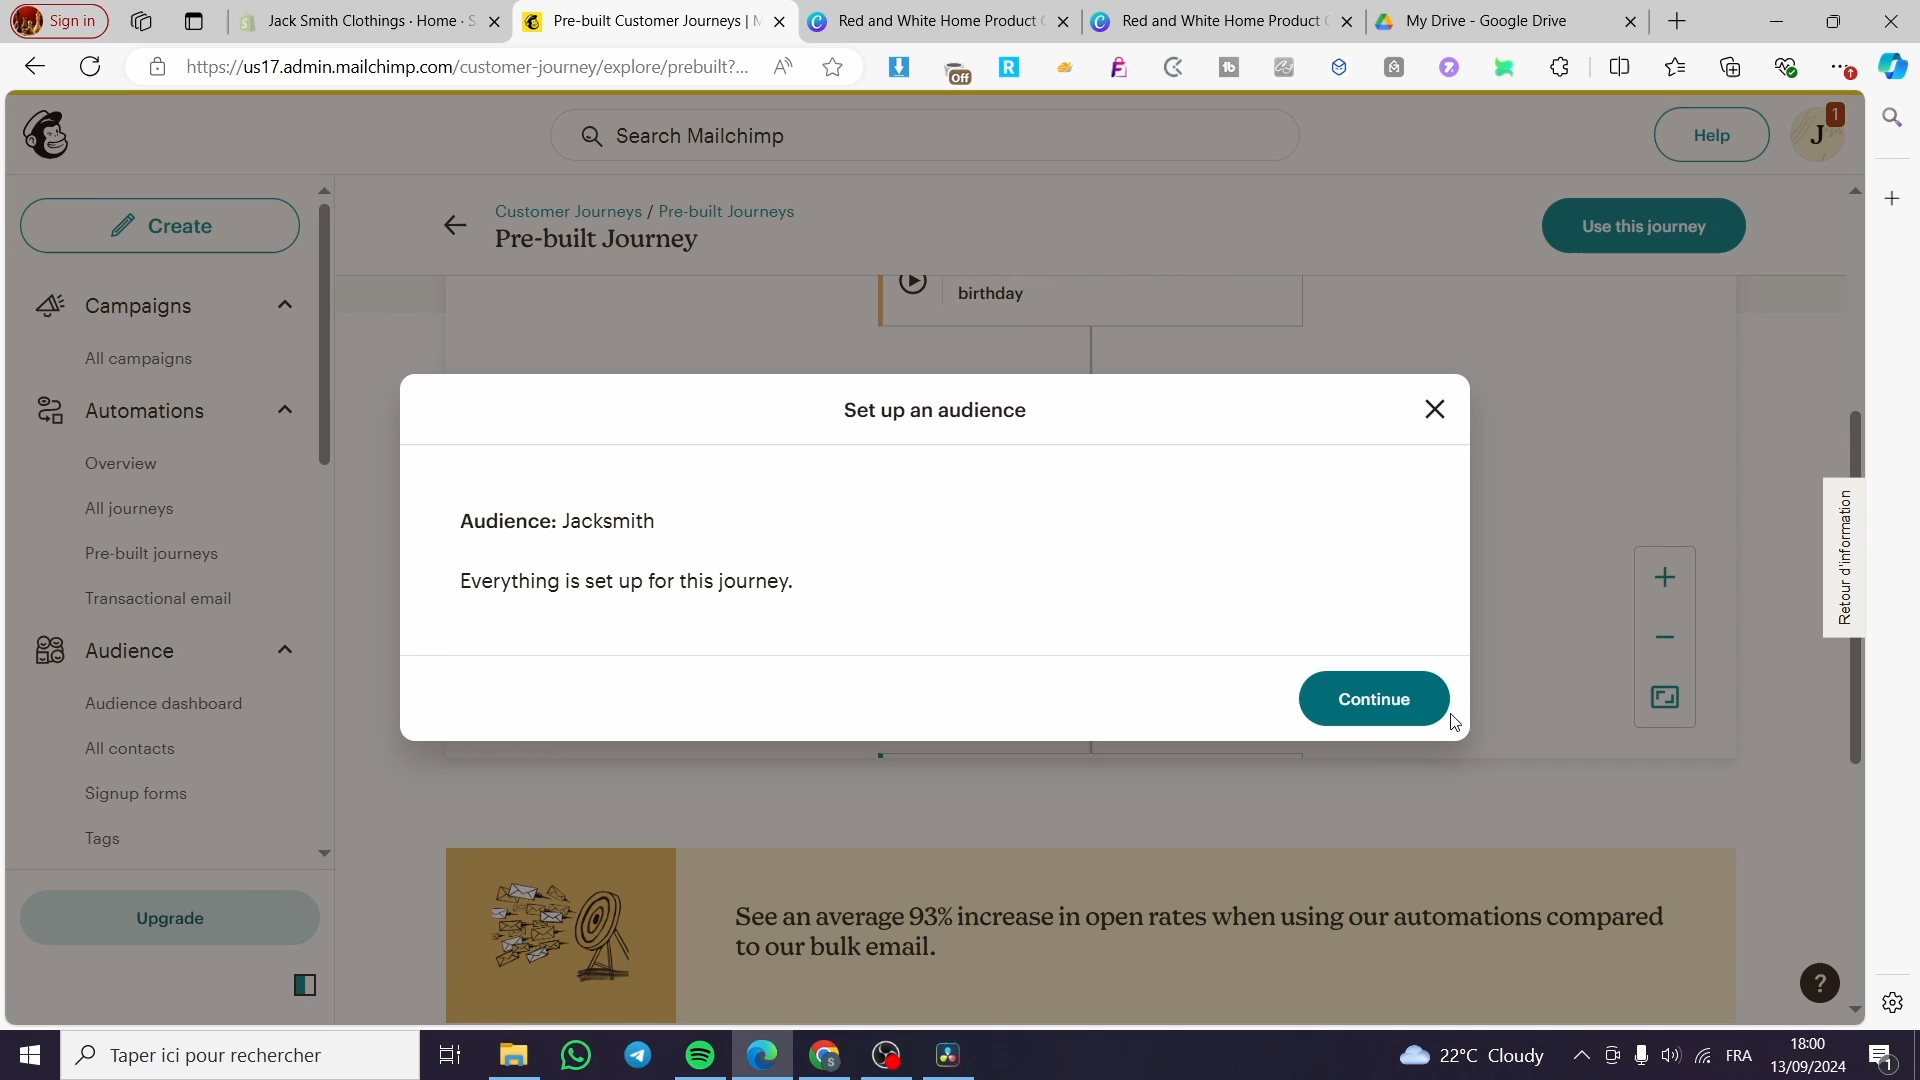 Sign in
Jack Smith Clothings · Home · S
Pre-built Customer Journeys | M
Red and White Home Product C
Red and White Home Product C
My Drive - Google Drive
https://us17.admin.mailchimp.com/customer-journey/explore/prebuilt?...
Off
Search Mailchimp
Help
J
1
Create
Customer Journeys / Pre-built Journeys
Pre-built Journey
Use this journey
Campaigns
All campaigns
Automations
Overview
All journeys
Pre-built journeys
Transactional email
Audience
Audience dashboard
All contacts
Signup forms
Tags
Upgrade
birthday
Set up an audience
Audience: Jacksmith
Everything is set up for this journey.
Continue
Retour d'information
See an average 93% increase in open rates when using our automations compared
to our bulk email.
?
Taper ici pour rechercher
22°C Cloudy
FRA
18:00
13/09/2024
1